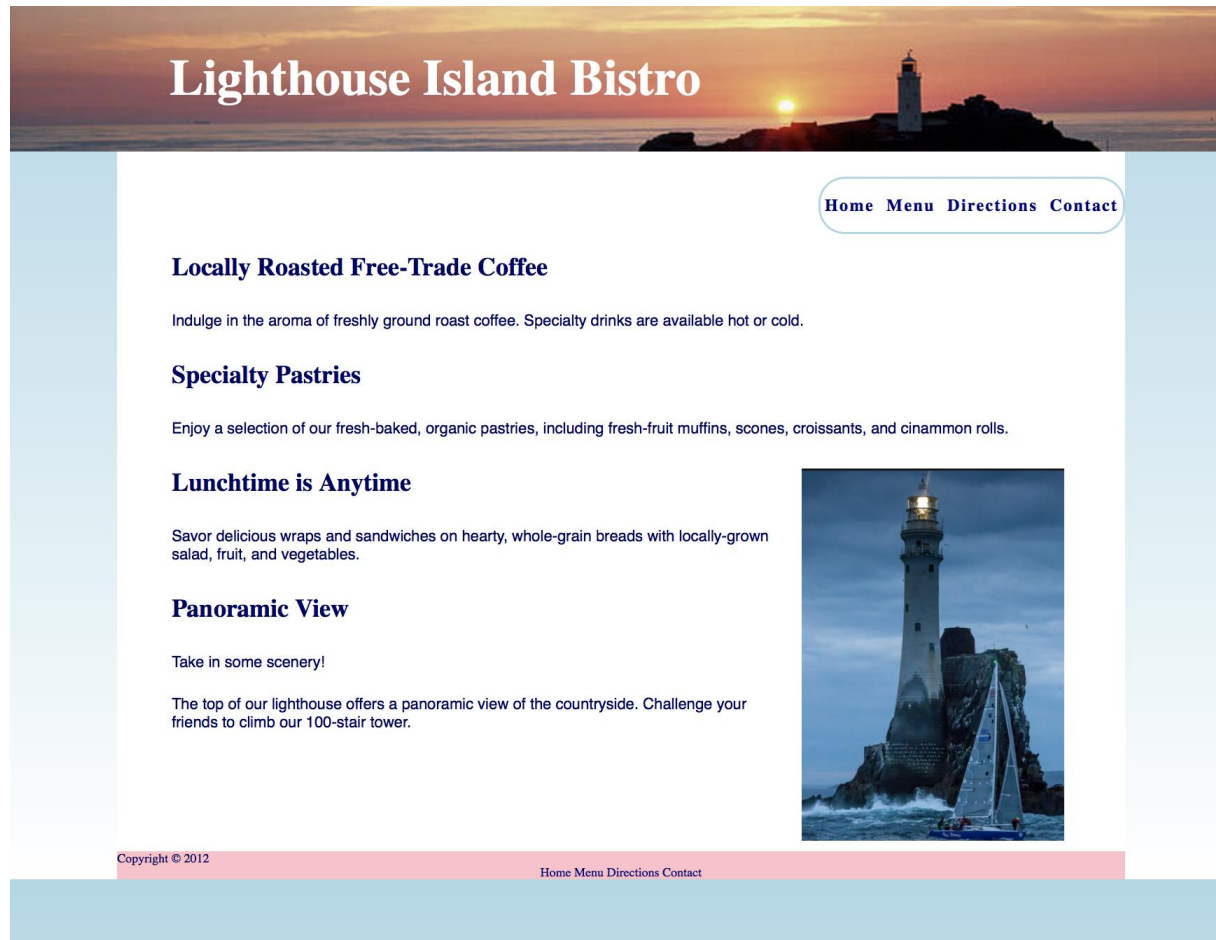 Lighthouse Island Bistro
Home Menu Directions Contact
Locally Roasted Free-Trade Coffee
Indulge in the aroma of freshly ground roast coffee. Specialty drinks are available hot or cold.
Specialty Pastries
Enjoy a selection of our fresh-baked, organic pastries, including fresh-fruit muffins, scones, croissants, and cinammon rolls.
Lunchtime is Anytime
Savor delicious wraps and sandwiches on hearty, whole-grain breads with locally-grown
salad, fruit, and vegetables.
Panoramic View
Take in some scenery!
The top of our lighthouse offers a panoramic view of the countryside. Challenge your
friends to climb our 100-stair tower.
Copyright © 2012
Home Menu Directions Contact